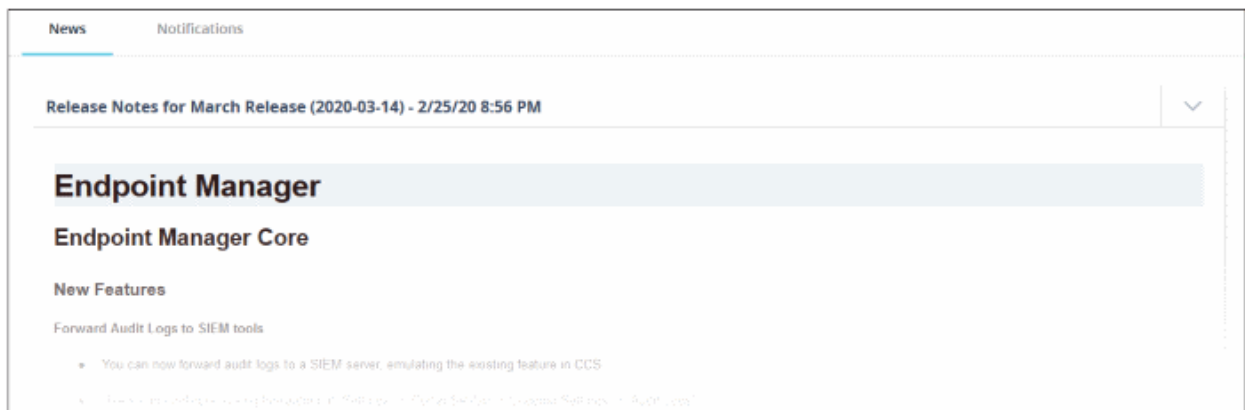 News Notifications
Release Notes for March Release (2020-03-14) - 2/25/20 8:56 PM
Endpoint Manager
Endpoint Manager Core
New Features
Forward Audit Logs to SIEM tools
• You can now forward audit logs to a SIEM server, emulating the existing feature in CCS